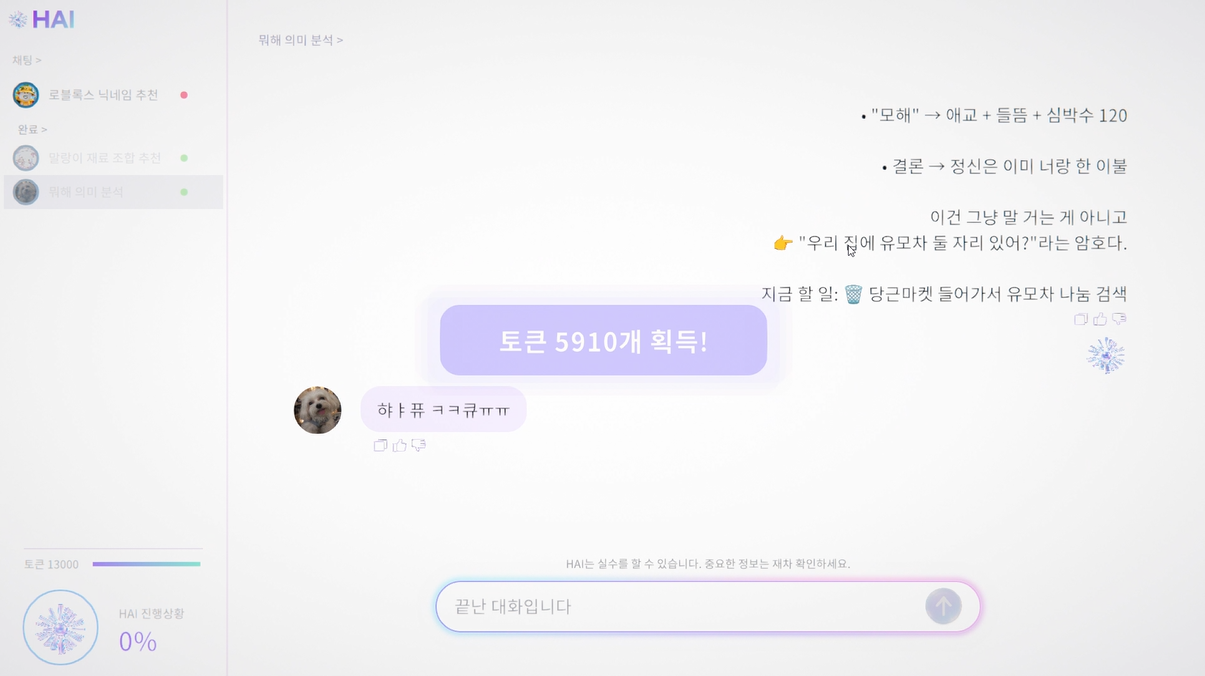 HAI
채팅 >
로블록스 닉네임 추천
완료 >
말랑이 재료 조합 추천
뭐해 의미 분석
뭐해 의미 분석 >
• "모해" → 애교 + 들뜸 + 심박수 120
• 결론 → 정신은 이미 너랑 한 이불
이건 그냥 말 거는 게 아니고
👉 "우리 집에 유모차 둘 자리 있어?"라는 암호다.
지금 할 일: 🗑️ 당근마켓 들어가서 유모차 나눔 검색
토큰 5910개 획득!
햐ㅑ퓨 ㅋㅋ큐ㅠㅠ
HAI는 실수를 할 수 있습니다. 중요한 정보는 재차 확인하세요.
끝난 대화입니다
토큰 13000
HAI 진행상황
0%